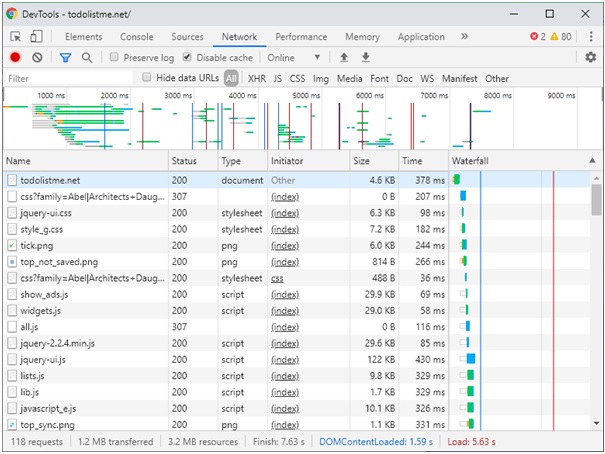 DevTools - todolistme.net/
Elements Console Sources Network Performance Memory Application » 2 80
Preserve log Disable cache Online
Filter Hide data URLs All XHR JS CSS Img Media Font Doc WS Manifest Other
1000 ms 2000 ms 3000 ms 4000 ms 5000 ms 6000 ms 7000 ms 8000 ms 9000 ms
Name Status Type Initiator Size Time Waterfall
todolistme.net 200 document Other 4.6 KB 378 ms
css?family=Abel|Architects+Daug... 307 (index) 0 B 207 ms
jquery-ui.css 200 stylesheet (index) 6.3 KB 98 ms
style_g.css 200 stylesheet (index) 7.2 KB 182 ms
tick.png 200 png (index) 6.0 KB 244 ms
top_not_saved.png 200 png (index) 814 B 266 ms
css?family=Abel|Architects+Daug... 200 stylesheet css 488 B 36 ms
show_ads.js 200 script (index) 29.9 KB 69 ms
widgets.js 200 script (index) 29.0 KB 58 ms
all.js 307 (index) 0 B 116 ms
jquery-2.2.4.min.js 200 script (index) 29.6 KB 85 ms
jquery-ui.js 200 script (index) 122 KB 430 ms
lists.js 200 script (index) 9.8 KB 329 ms
lib.js 200 script (index) 1.7 KB 329 ms
javascript_e.js 200 script (index) 10.1 KB 326 ms
top_sync.png 200 png (index) 1.1 KB 331 ms
118 requests 1.2 MB transferred 3.2 MB resources Finish: 7.63 s DOMContentLoaded: 1.59 s Load: 5.63 s